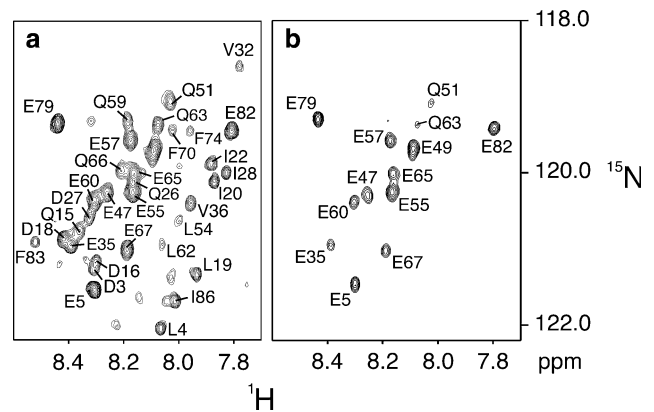 a
b
118.0
V32
Q51
Q51
E79
Q59
Q63
E82
Q63
E79
E57
F74
E57
E49
E82
F70
Q66
I22
120.0
E60
E65
I28
E65
15N
D27
Q26
I20
E47
Q15
E47
E55
V36
E60
E55
D18
L54
E35
E67
E35
E67
F83
L62
D16
L19
D3
E5
I86
E5
L4
122.0
8.4 8.2 8.0 7.8 8.4 8.2 8.0 7.8 ppm
1H